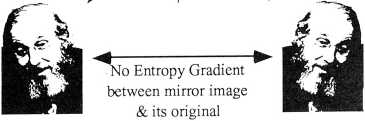 No Entropy Gradient
between mirror image
& its original